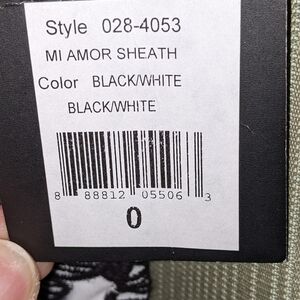 Style 028-4053
MI AMOR SHEATH
Color BLACK/WHITE
BLACK/WHITE
8 88812 05506 3
0